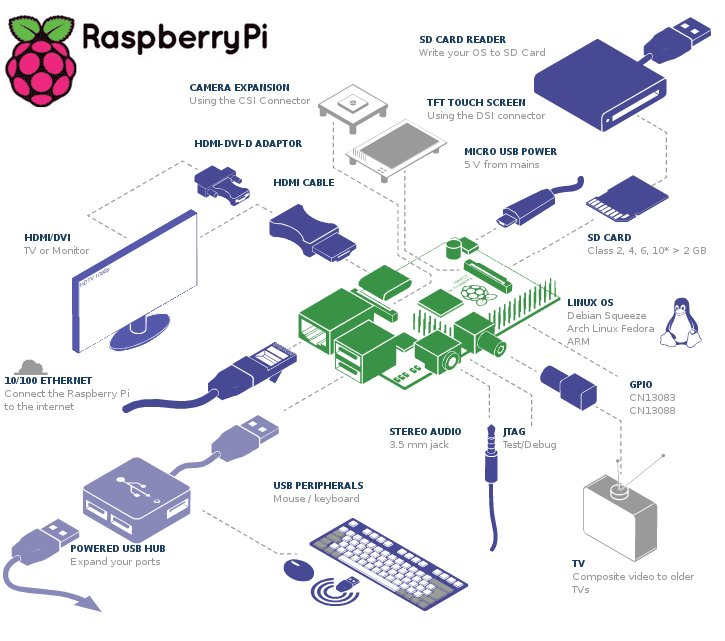 RaspberryPi
SD CARD READER
Write your OS to SD Card
CAMERA EXPANSION
Using the CSI Connector
TFT TOUCH SCREEN
Using the DSI connector
HDMI-DVI-D ADAPTOR
MICRO USB POWER
5 V from mains
HDMI CABLE
HDMI/DVI
TV or Monitor
HDTV 1080p
SD CARD
Class 2, 4, 6, 10* > 2 GB
LINUX OS
Debian Squeeze
Arch Linux Fedora
ARM
10/100 ETHERNET
Connect the Raspberry Pi
to the internet
GPIO
CN13083
CN13088
STEREO AUDIO
3.5 mm jack
JTAG
Test/Debug
USB PERIPHERALS
Mouse / keyboard
POWERED USB HUB
Expand your ports
TV
Composite video to older
TVs